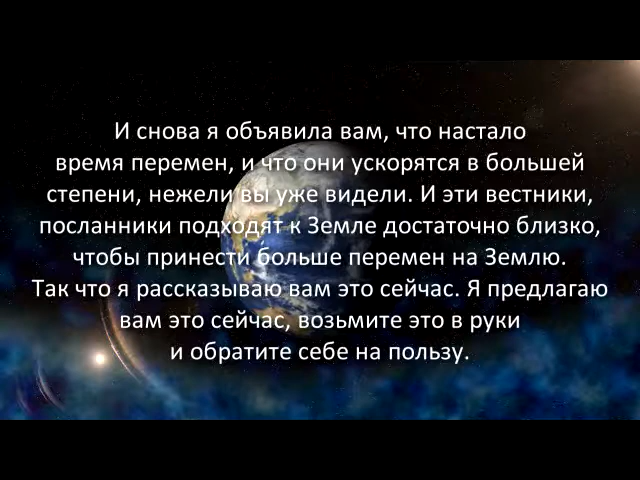 И снова я объявила вам, что настало
время перемен, и что они ускорятся в большей
степени, нежели вы уже видели. И эти вестники,
посланники подходят к Земле достаточно близко,
чтобы принести больше перемен на Землю.
Так что я рассказываю вам это сейчас. Я предлагаю
вам это сейчас, возьмите это в руки
и обратите себе на пользу.